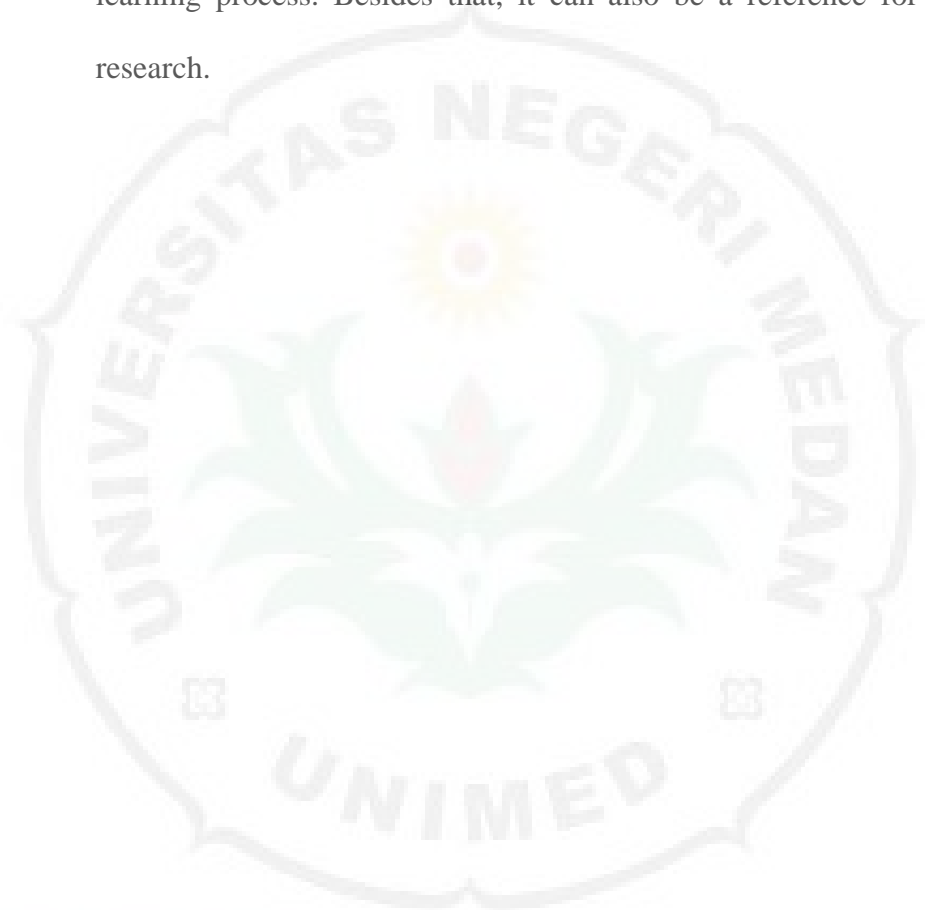 learning process. Besides that, it can also be a reference for
research.
UNIVERSITAS NEGERI MEDAN
UNIMED